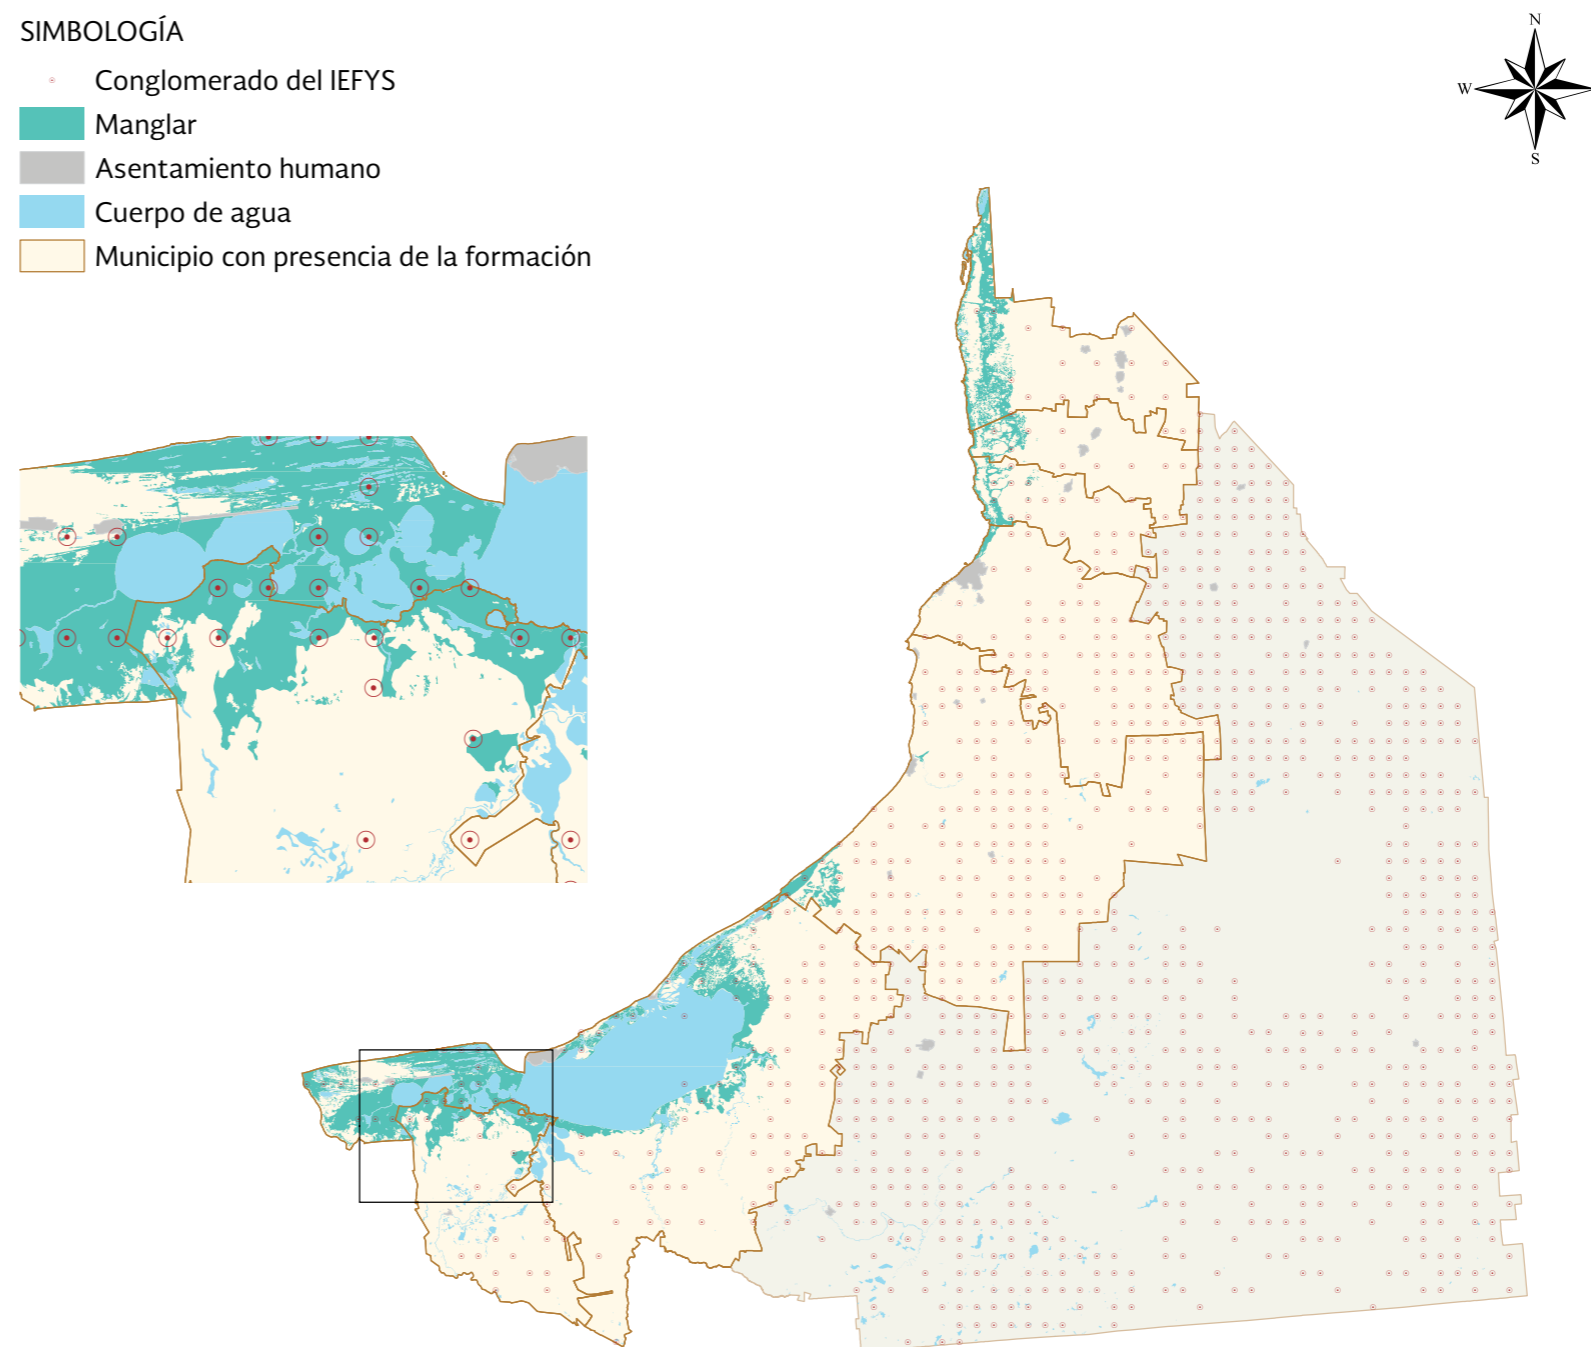 SIMBOLOGÍA
Conglomerado del IEFYS
Manglar
Asentamiento humano
Cuerpo de agua
Municipio con presencia de la formación
N
W
S